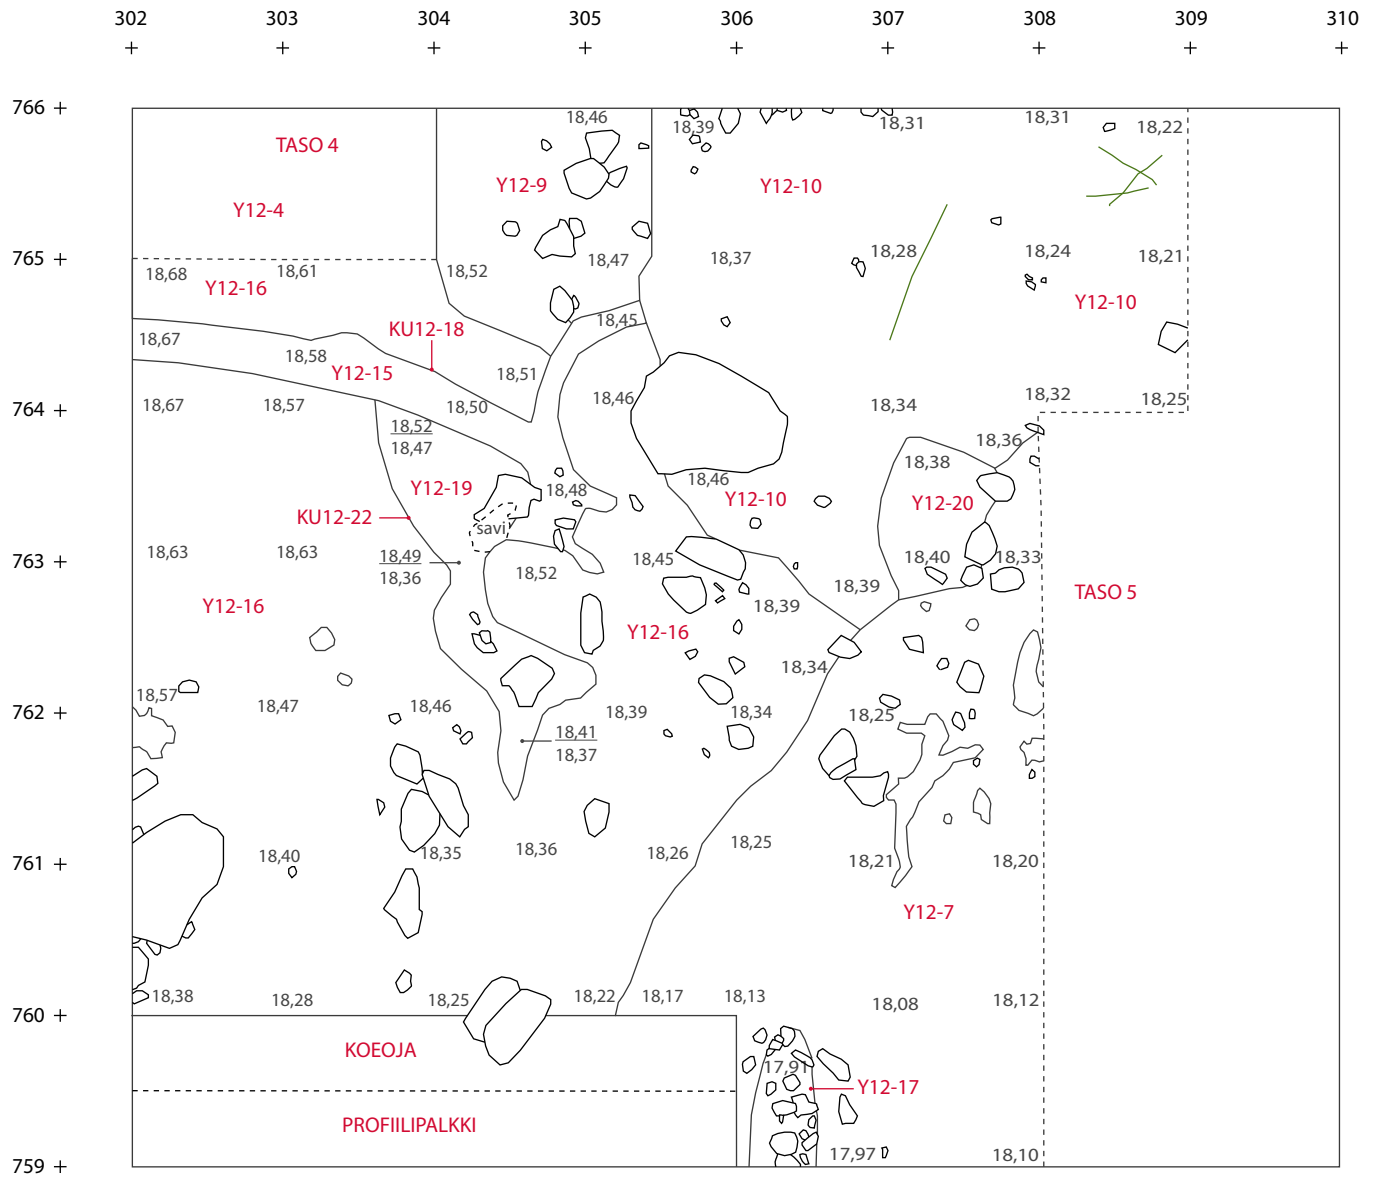 302 303 304 305 306 307 308 309 310
+ + + + + + + + +
766 +
18,46 18,39 18,31 18,31 18,22
TASO 4
Y12-9 Y12-10
Y12-4
765 +
18,47 18,37 18,28 18,24 18,21
18,68 18,61 18,52
Y12-16 Y12-10
18,45
KU12-18
18,67
18,58
Y12-15 18,51
764 +
18,67 18,57 18,50 18,46 18,34 18,32 18,25
18,52
18,47
18,36
18,38
Y12-19 18,48 18,46 Y12-10 Y12-20
KU12-22
savi
763 +
18,63 18,63 18,49 18,45 18,40 18,33
18,36 18,52 18,39
TASO 5
Y12-16 18,39
Y12-16
18,34
18,57
762 +
18,47 18,46 18,39 18,34 18,25
18,41
18,37
761 +
18,40 18,35 18,36 18,26 18,25 18,21 18,20
Y12-7
760 +
18,38 18,28 18,25 18,22 18,17 18,13 18,08 18,12
KOEOJA
17,91
Y12-17
PROFIILIPALKKI
759 +
17,97 18,10